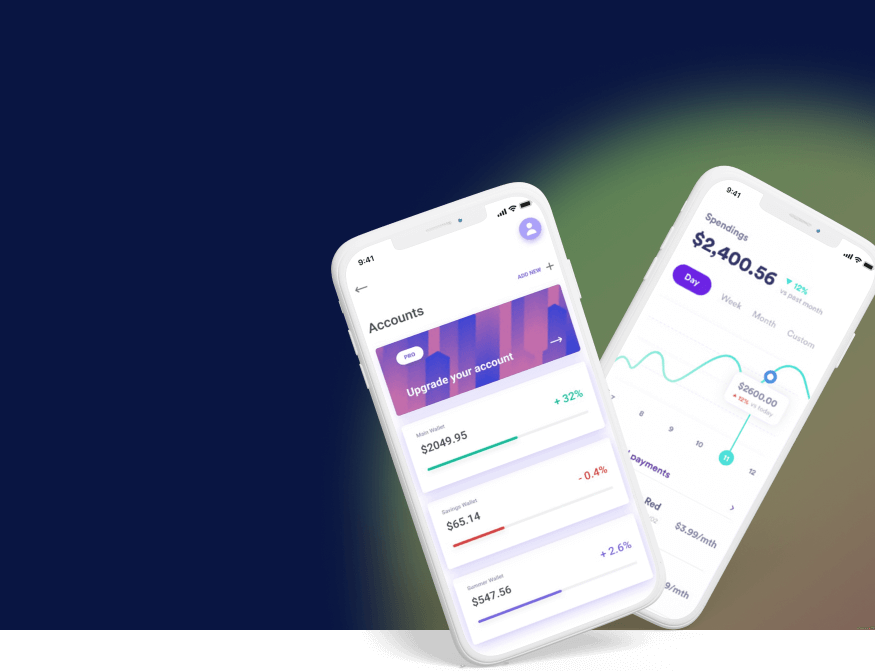 9:41
ADD NEW +
Accounts
PRO
Upgrade your account
Main Wallet
$2049.95
+ 32%
Savings Wallet
$65.14
- 0.4%
Summer Wallet
$547.56
+ 2.6%
9:41
Spendings
$2,400.56
12%
vs past month
Day Week Month Custom
$2600.00
12% vs today
8 9 10 11 12
payments
Red
$3.99/mth
9/mth